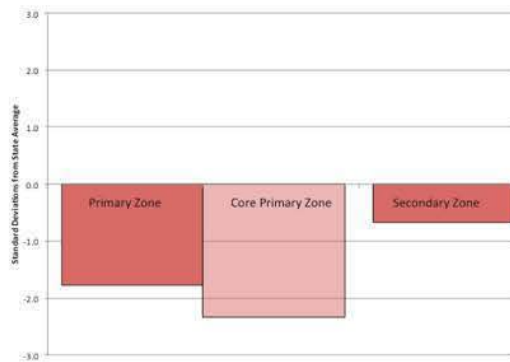 3.0
2.0
1.0
0.0
-1.0
-2.0
-3.0
Standard Deviations from State Average
Primary Zone
Core Primary Zone
Secondary Zone